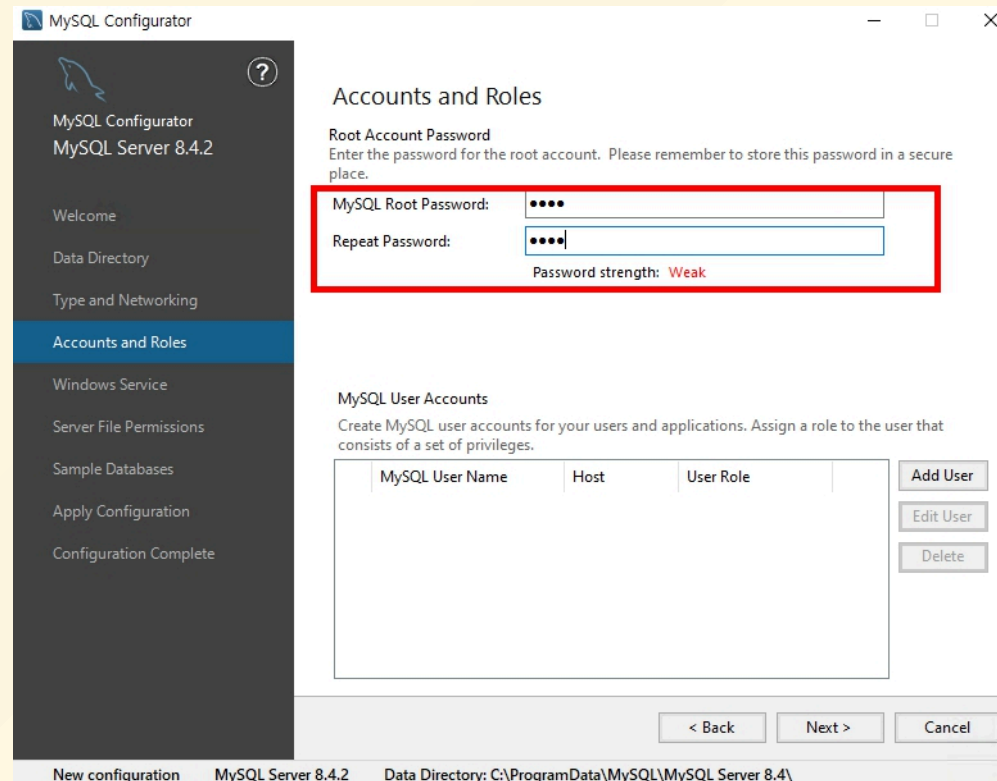 MySQL Configurator
?
MySQL Configurator
MySQL Server 8.4.2
Welcome
Data Directory
Type and Networking
Accounts and Roles
Windows Service
Server File Permissions
Sample Databases
Apply Configuration
Configuration Complete
Accounts and Roles
Root Account Password
Enter the password for the root account. Please remember to store this password in a secure
place.
MySQL Root Password: ••••
Repeat Password: ••••
Password strength: Weak
MySQL User Accounts
Create MySQL user accounts for your users and applications. Assign a role to the user that
consists of a set of privileges.
MySQL User Name Host User Role
Add User
Edit User
Delete
< Back Next > Cancel
New configuration MySQL Server 8.4.2 Data Directory: C:\ProgramData\MySQL\MySQL Server 8.4\